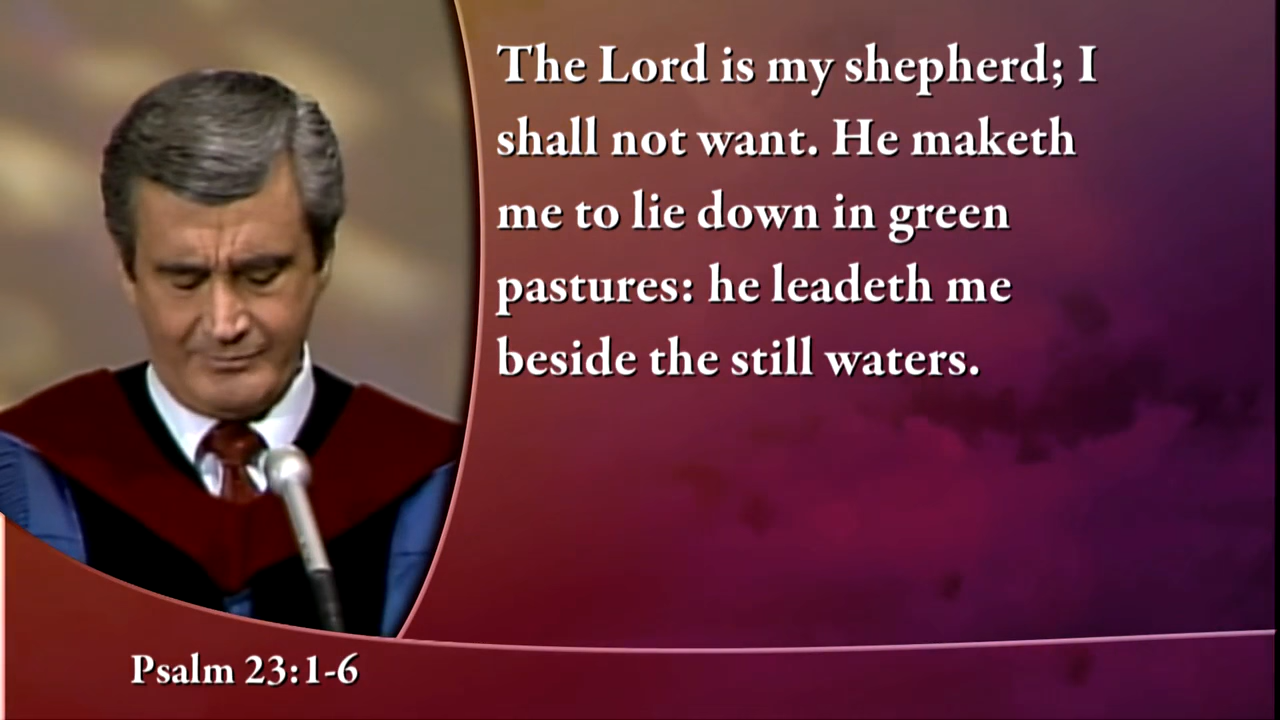 The Lord is my shepherd; I
shall not want. He maketh
me to lie down in green
pastures: he leadeth me
beside the still waters.
Psalm 23:1-6